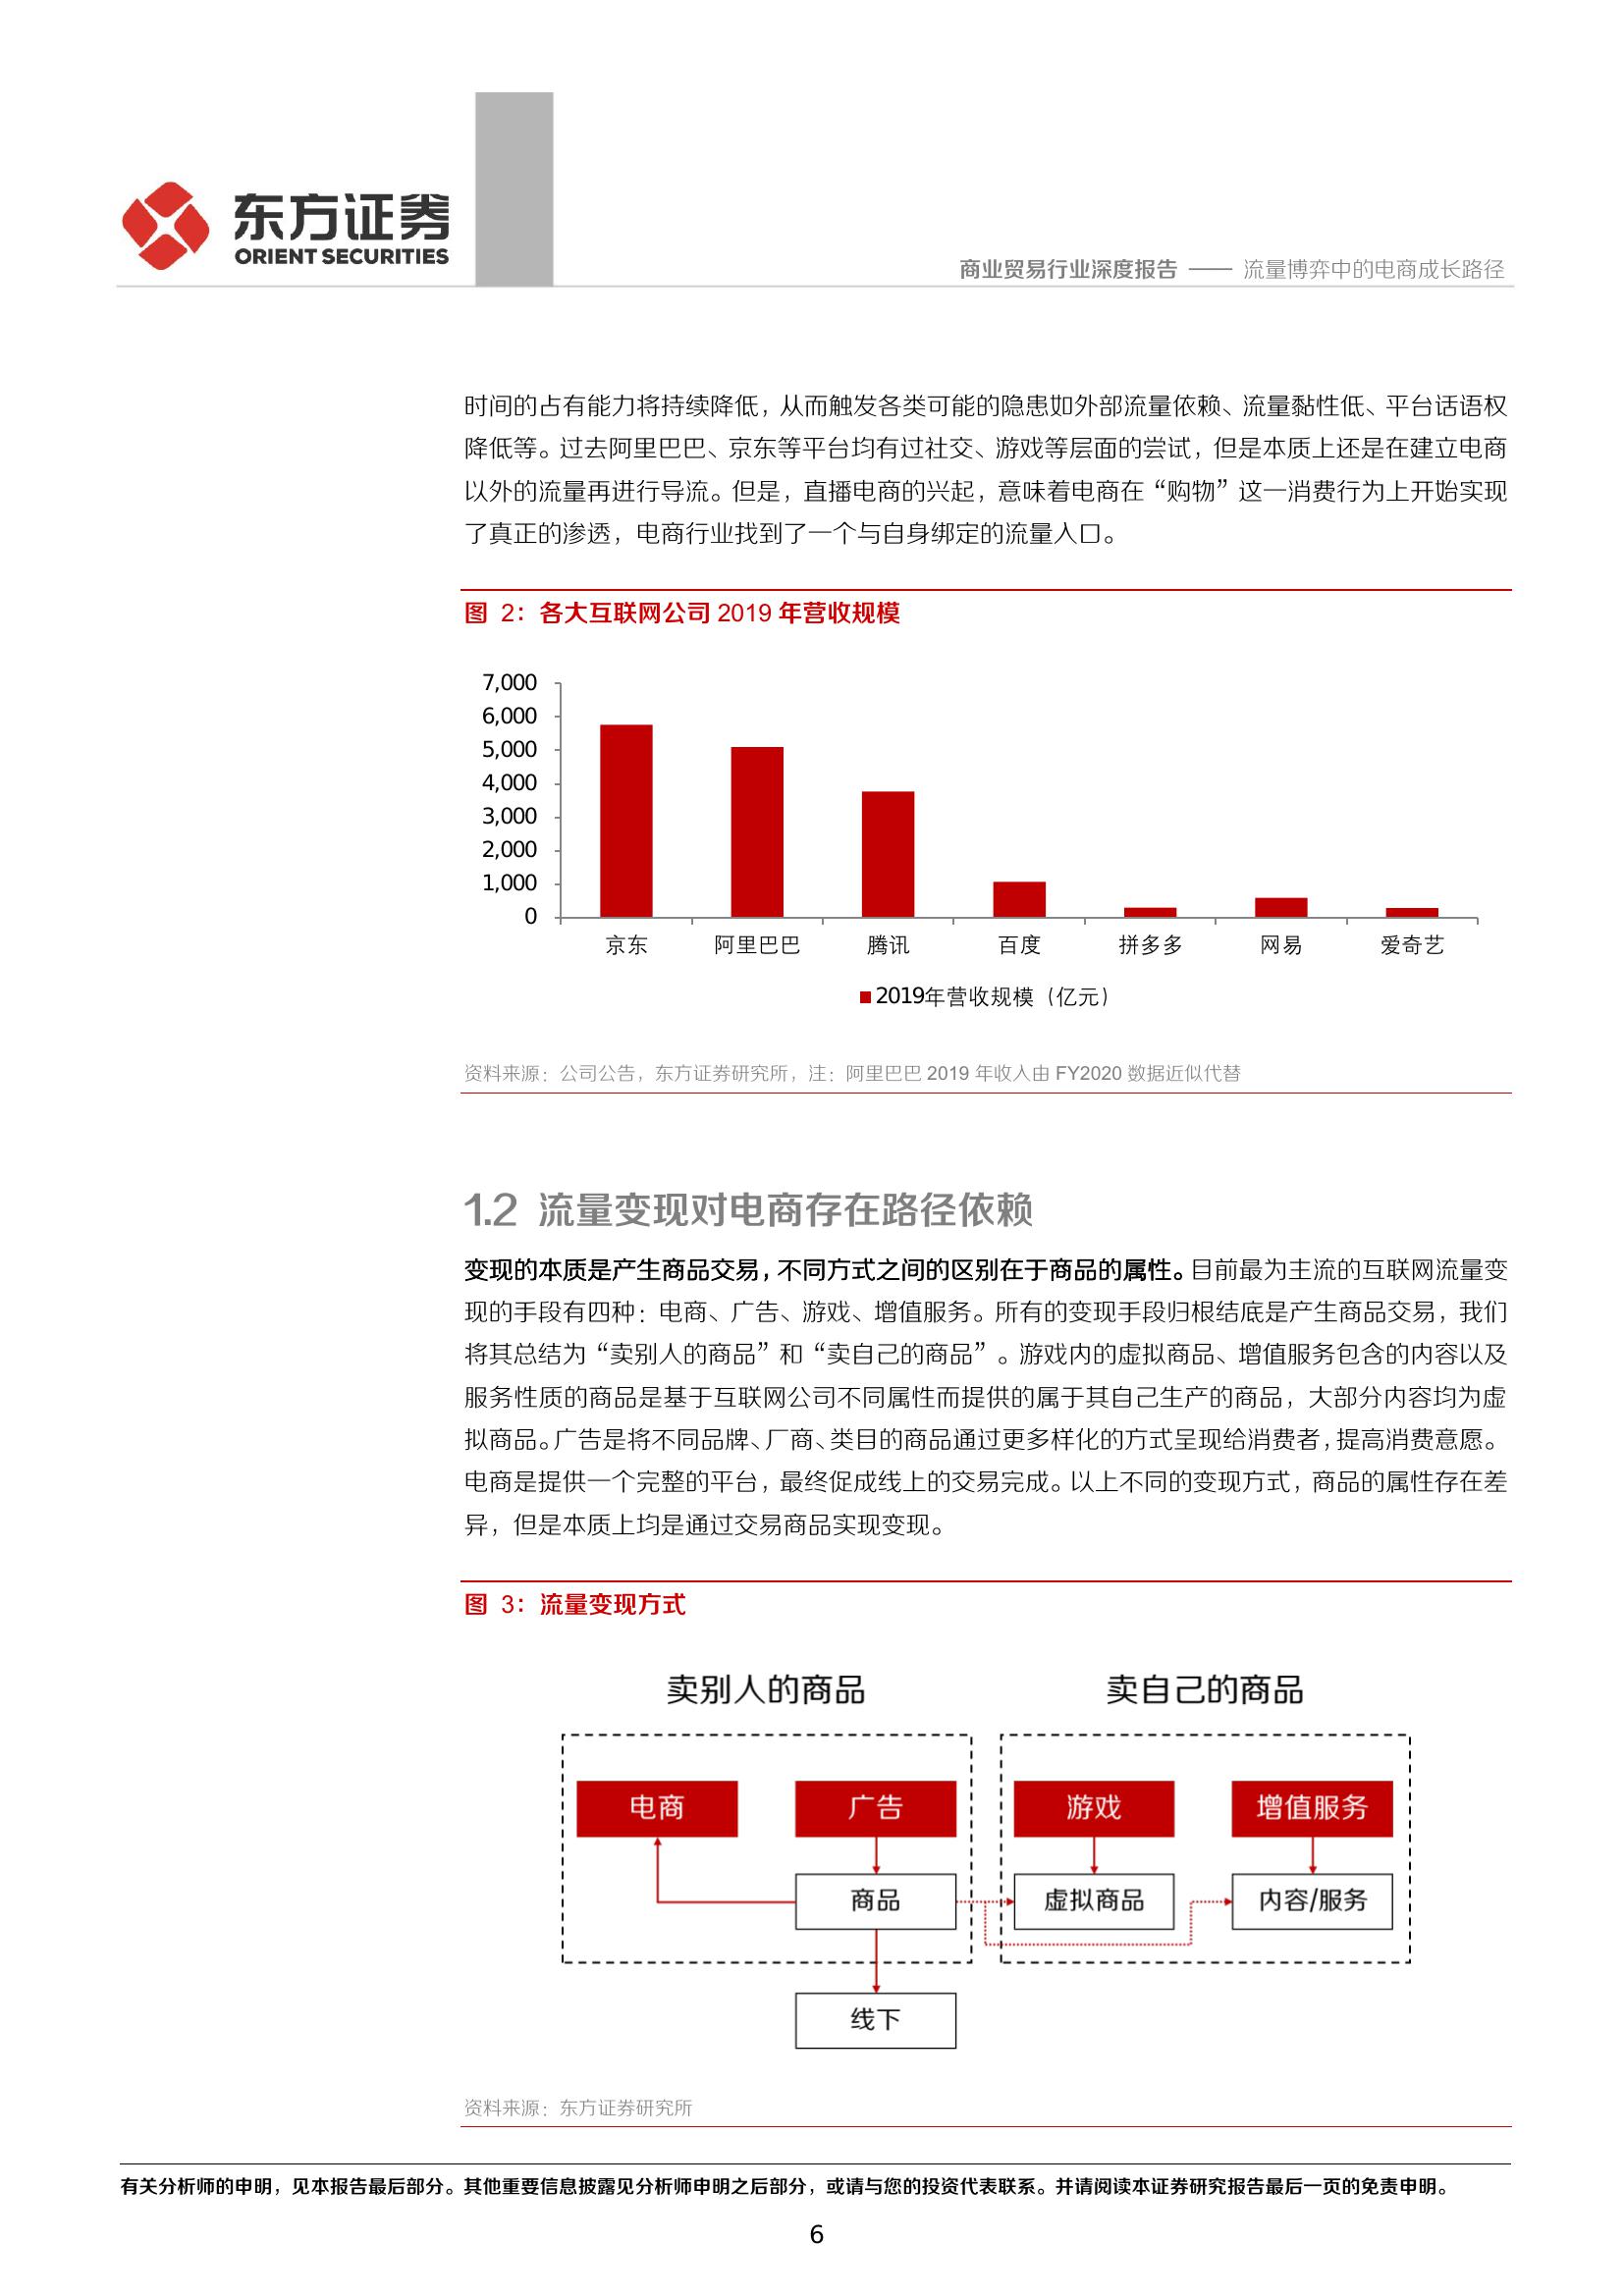 东方证券
ORIENT SECURITIES
商业贸易行业深度报告 —— 流量博弈中的电商成长路径
时间的占有能力将持续降低，从而触发各类可能的隐患如外部流量依赖、流量黏性低、平台话语权
降低等。过去阿里巴巴、京东等平台均有过社交、游戏等层面的尝试，但是本质上还是在建立电商
以外的流量再进行导流。但是，直播电商的兴起，意味着电商在“购物”这一消费行为上开始实现
了真正的渗透，电商行业找到了一个与自身绑定的流量入口。
图 2：各大互联网公司 2019 年营收规模
7,000
6,000
5,000
4,000
3,000
2,000
1,000
0
京东 阿里巴巴 腾讯 百度 拼多多 网易 爱奇艺
2019年营收规模（亿元）
资料来源：公司公告，东方证券研究所，注：阿里巴巴 2019 年收入由 FY2020 数据近似代替
1.2 流量变现对电商存在路径依赖
变现的本质是产生商品交易，不同方式之间的区别在于商品的属性。目前最为主流的互联网流量变
现的手段有四种：电商、广告、游戏、增值服务。所有的变现手段归根结底是产生商品交易，我们
将其总结为“卖别人的商品”和“卖自己的商品”。游戏内的虚拟商品、增值服务包含的内容以及
服务性质的商品是基于互联网公司不同属性而提供的属于其自己生产的商品，大部分内容均为虚
拟商品。广告是将不同品牌、厂商、类目的商品通过更多样化的方式呈现给消费者，提高消费意愿。
电商是提供一个完整的平台，最终促成线上的交易完成。以上不同的变现方式，商品的属性存在差
异，但是本质上均是通过交易商品实现变现。
图 3：流量变现方式
卖别人的商品 卖自己的商品
电商 广告 游戏 增值服务
商品 虚拟商品 内容/服务
线下
资料来源：东方证券研究所
有关分析师的申明，见本报告最后部分。其他重要信息披露见分析师申明之后部分，或请与您的投资代表联系。并请阅读本证券研究报告最后一页的免责申明。
6